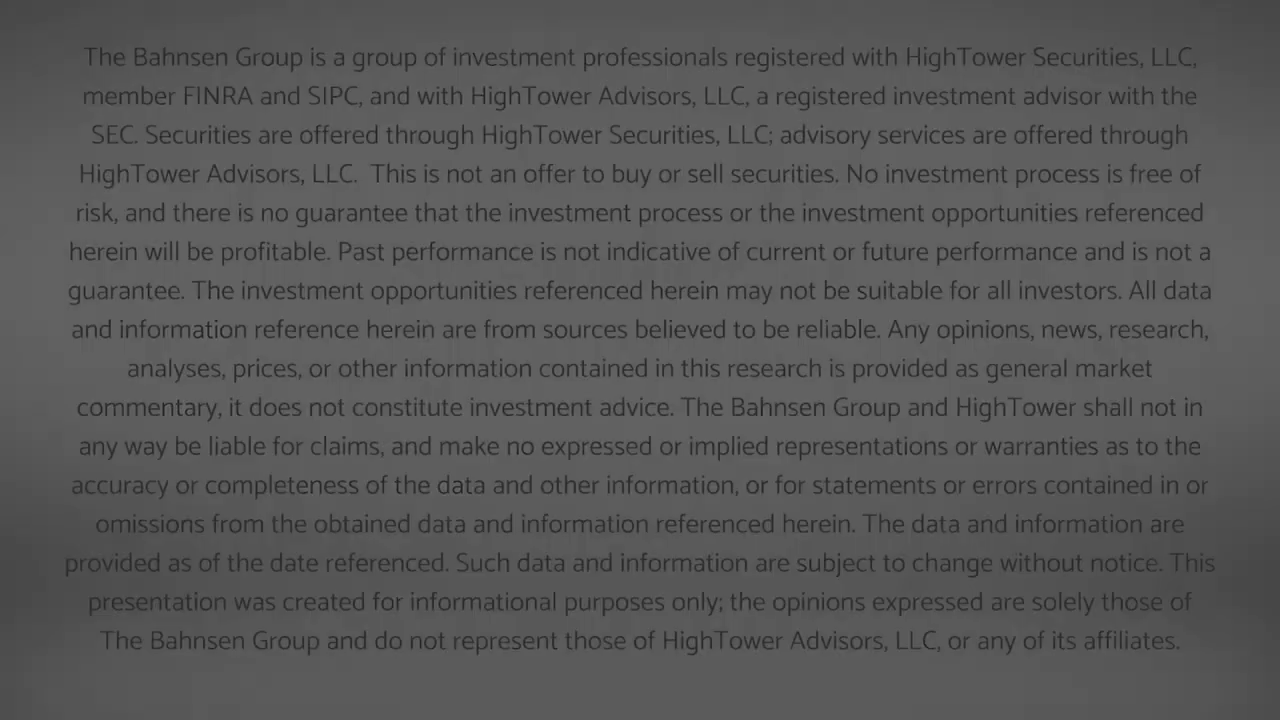 The Bahnsen Group is a group of investment professionals registered with HighTower Securities, LLC,
member FINRA and SIPC, and with HighTower Advisors, LLC, a registered investment advisor with the
SEC. Securities are offered through HighTower Securities, LLC; advisory services are offered through
HighTower Advisors, LLC.  This is not an offer to buy or sell securities. No investment process is free of
risk, and there is no guarantee that the investment process or the investment opportunities referenced
herein will be profitable. Past performance is not indicative of current or future performance and is not a
guarantee. The investment opportunities referenced herein may not be suitable for all investors. All data
and information reference herein are from sources believed to be reliable. Any opinions, news, research,
analyses, prices, or other information contained in this research is provided as general market
commentary, it does not constitute investment advice. The Bahnsen Group and HighTower shall not in
any way be liable for claims, and make no expressed or implied representations or warranties as to the
accuracy or completeness of the data and other information, or for statements or errors contained in or
omissions from the obtained data and information referenced herein. The data and information are
provided as of the date referenced. Such data and information are subject to change without notice. This
presentation was created for informational purposes only; the opinions expressed are solely those of
The Bahnsen Group and do not represent those of HighTower Advisors, LLC, or any of its affiliates.